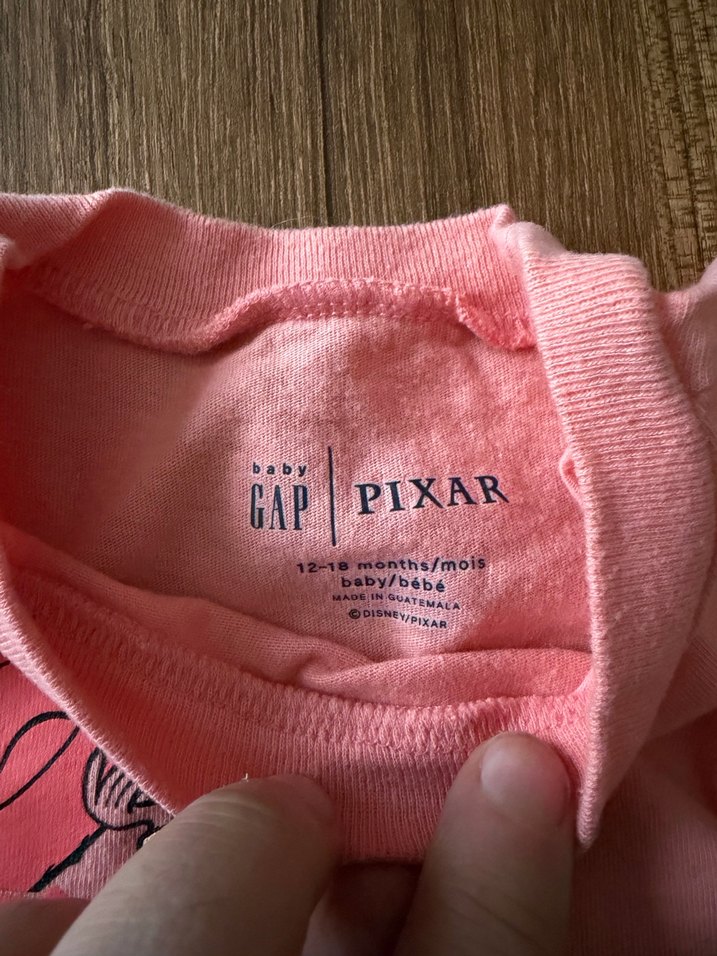 baby
GAP | PIXAR
12–18 months/mois
baby/bébé
MADE IN GUATEMALA
©DISNEY/PIXAR